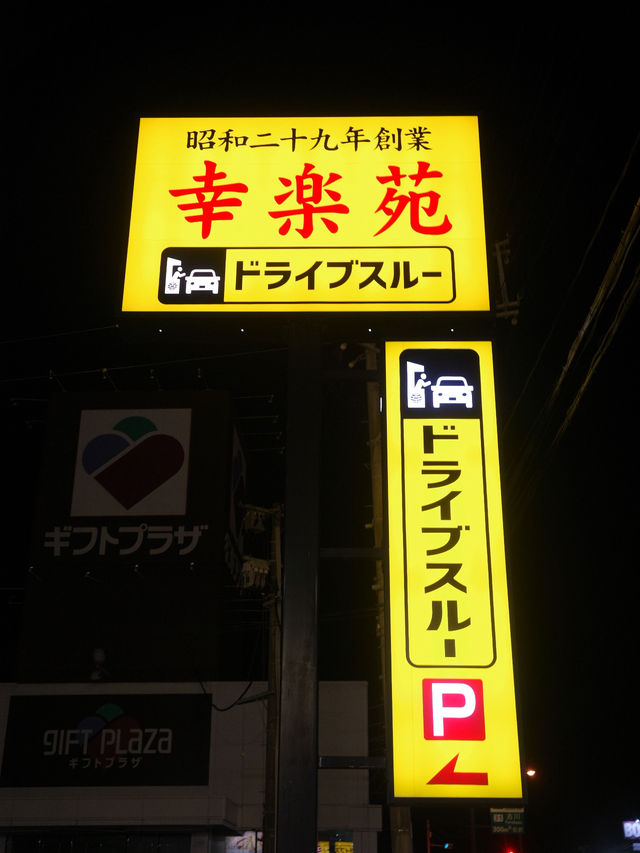 昭和二十九年創業
幸楽苑
ドライブスルー
ドライブスルー
P
ギフトプラザ
GIFT PLAZA
ギフトプラザ